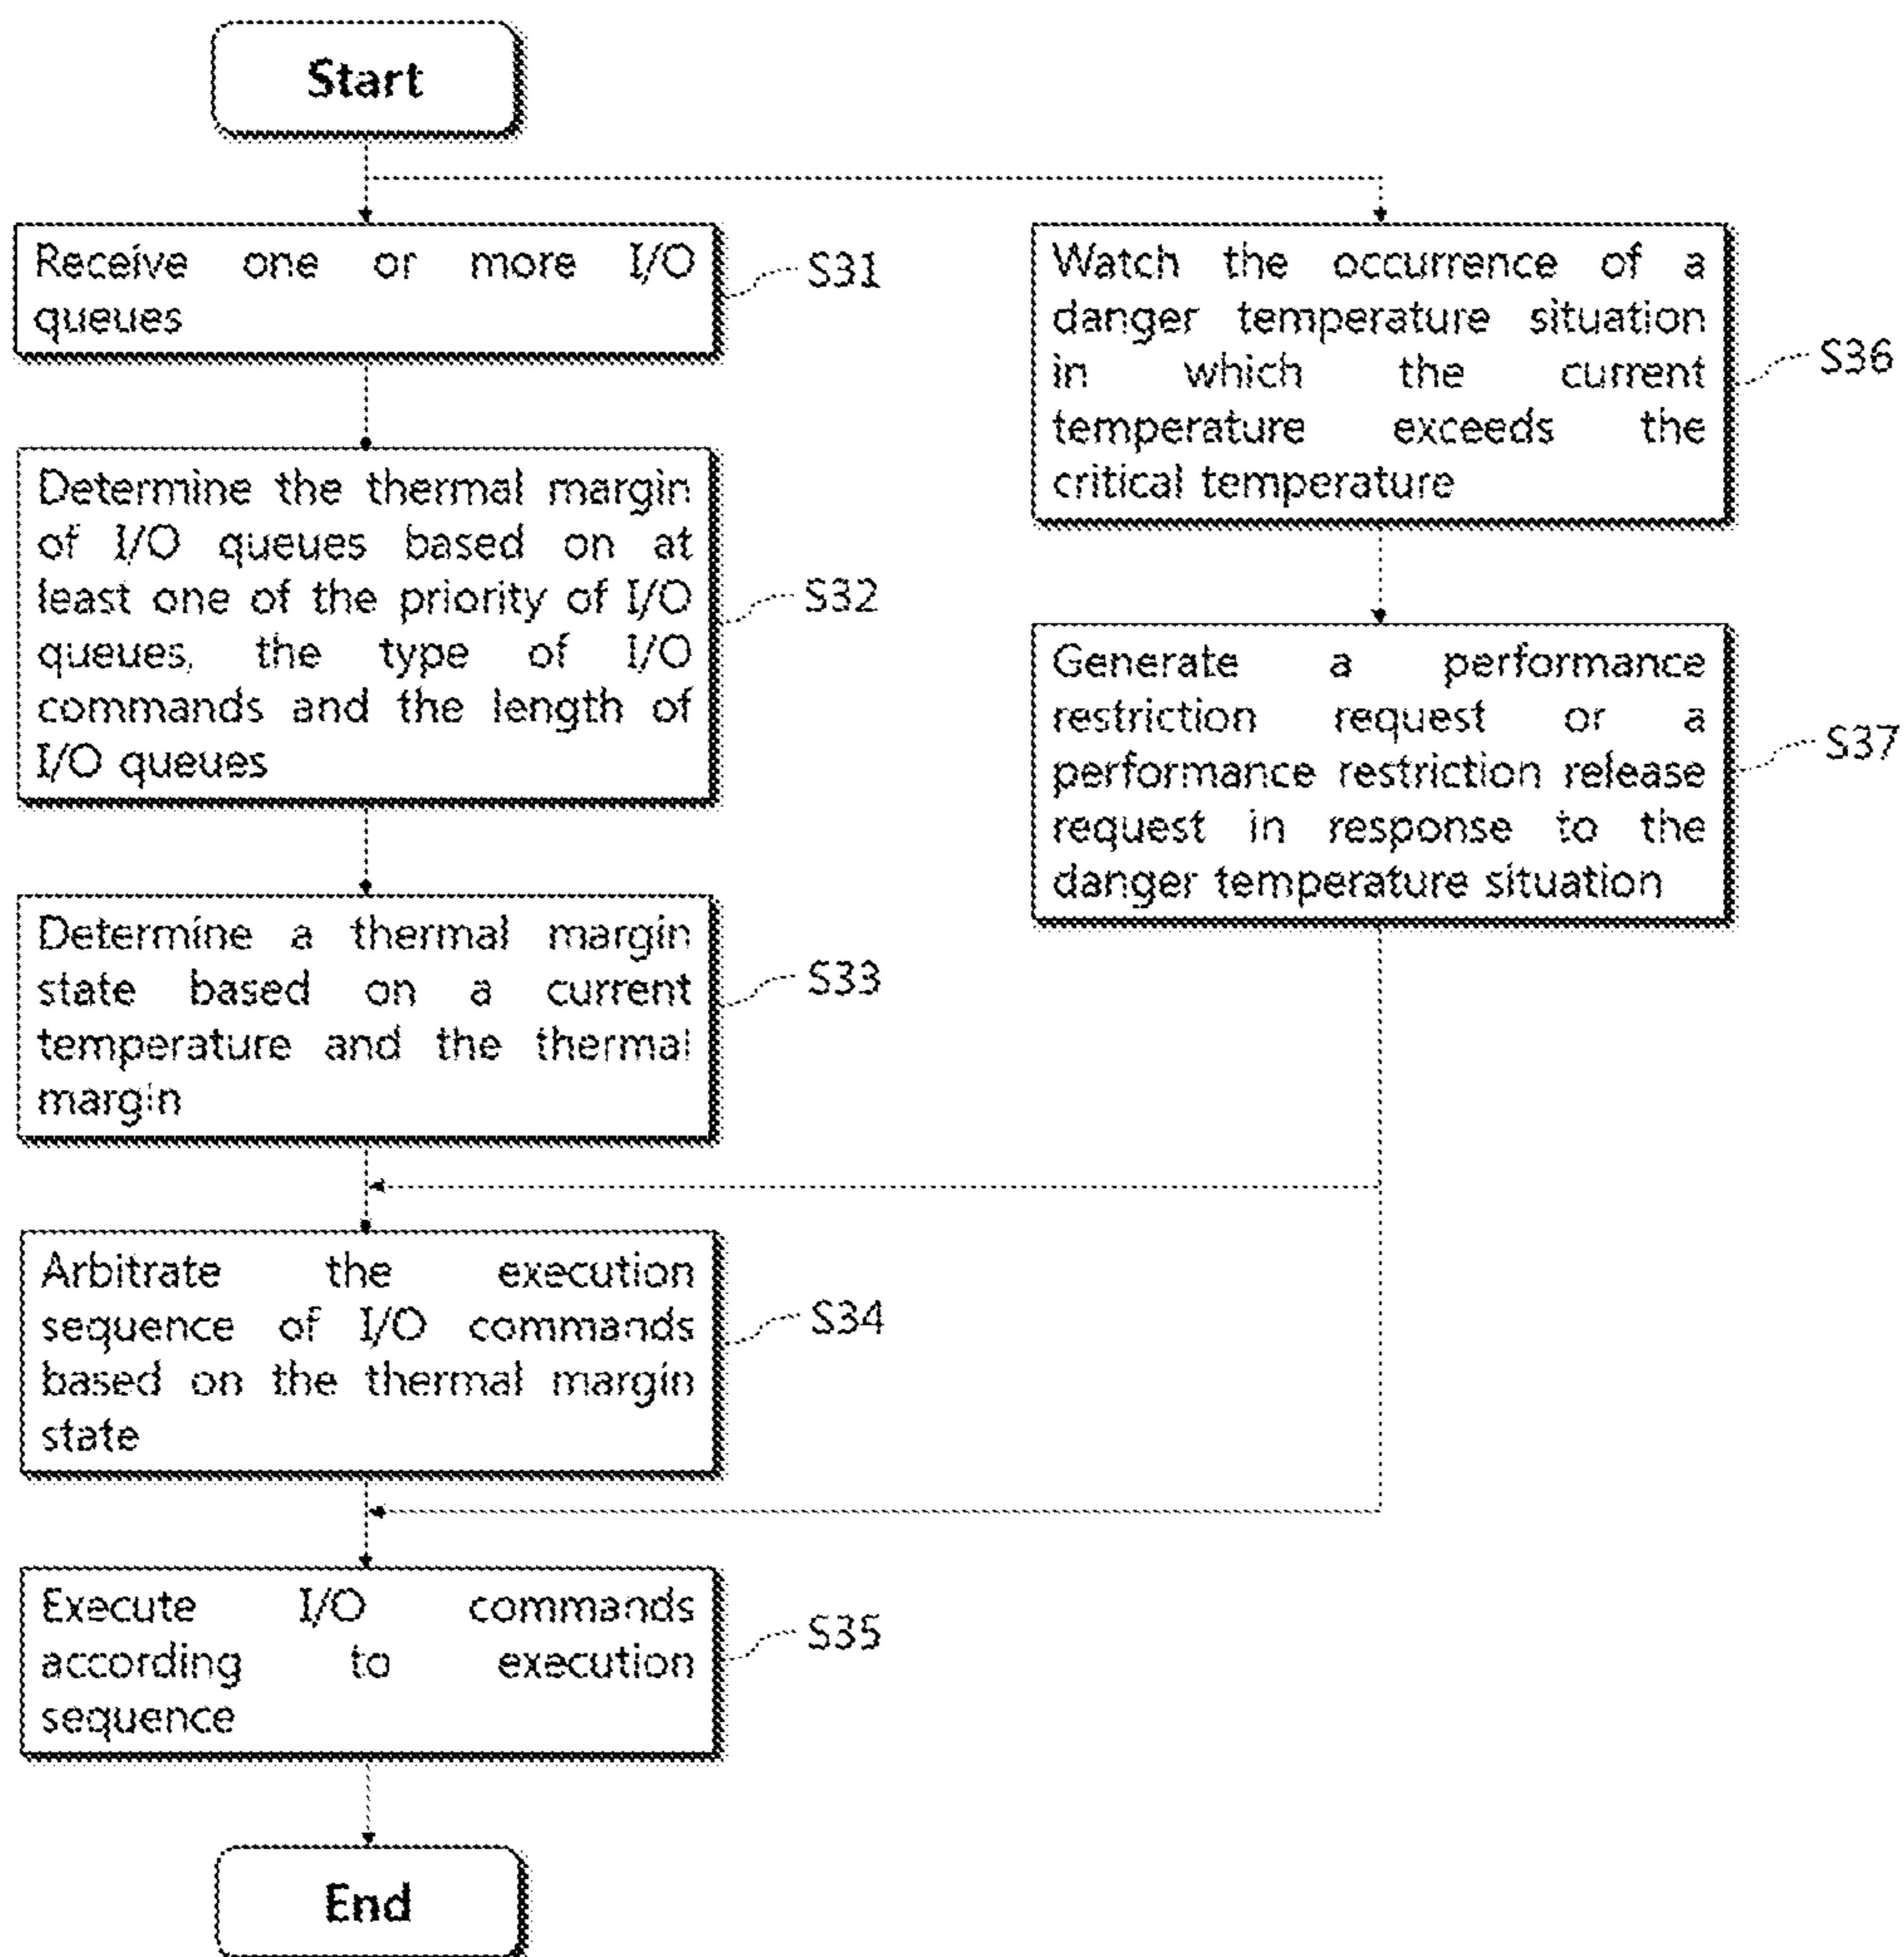 Start
Receive one or more I/O
queues
S31
Determine the thermal margin
of I/O queues based on at
least one of the priority of I/O
queues, the type of I/O
commands and the length of
I/O queues
S32
Determine a thermal margin
state based on a current
temperature and the thermal
margin
S33
Arbitrate the execution
sequence of I/O commands
based on the thermal margin
state
S34
Execute I/O commands
according to execution
sequence
S35
End
Watch the occurrence of a
danger temperature situation
in which the current
temperature exceeds the
critical temperature
S36
Generate a performance
restriction request or a
performance restriction release
request in response to the
danger temperature situation
S37